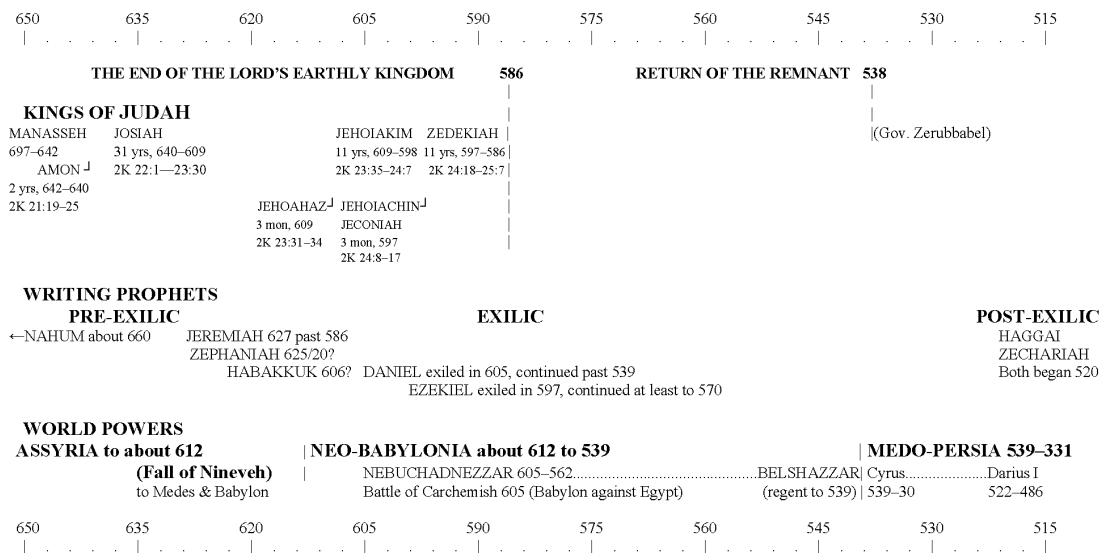 650 635 620 605 590 575 560 545 530 515
THE END OF THE LORD'S EARTHLY KINGDOM 586 RETURN OF THE REMNANT 538
KINGS OF JUDAH
MANASSEH JOSIAH JEHOIAKIM ZEDEKIAH (Gov. Zerubbabel)
697–642 31 yrs, 640–609 11 yrs, 609–598 11 yrs, 597–586
AMON 2K 22:1—23:30 2K 23:35–24:7 2K 24:18–25:7
2 yrs, 642–640
2K 21:19–25 JEHOAHAZ JEHOIACHIN
3 mon, 609 JECONIAH
2K 23:31–34 3 mon, 597
2K 24:8–17
WRITING PROPHETS
PRE-EXILIC EXILIC POST-EXILIC
←NAHUM about 660 JEREMIAH 627 past 586 HAGGAI
ZEPHANIAH 625/20? ZECHARIAH
HABAKKUK 606? DANIEL exiled in 605, continued past 539 Both began 520
EZEKIEL exiled in 597, continued at least to 570
WORLD POWERS
ASSYRIA to about 612 NEO-BABYLONIA about 612 to 539 MEDO-PERSIA 539–331
(Fall of Nineveh) NEBUCHADNEZZAR 605–562 BELSHAZZAR Cyrus Darius I
to Medes & Babylon Battle of Carchemish 605 (Babylon against Egypt) (regent to 539) 539–30 522–486
650 635 620 605 590 575 560 545 530 515